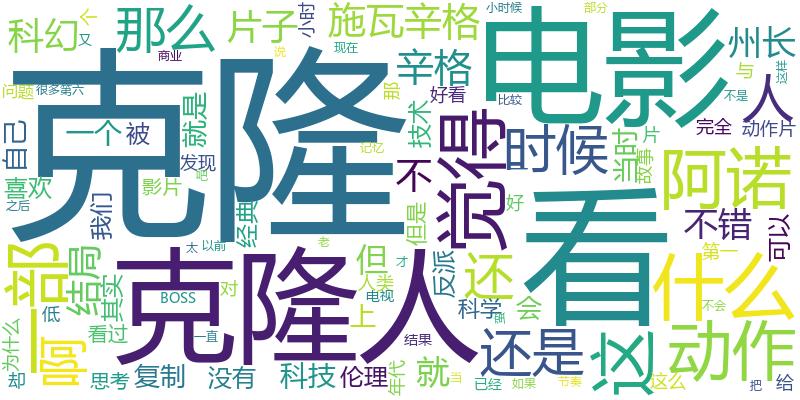 科幻
那么
片子
小时
施瓦辛格
小时候
部分
电影
州长
个
又
商业
说
现在
辛格
好看
与
人
问题
很多
第六
克隆
那
技术
比较
不是
这样
自己
一个
被
就是
觉得
时候
完全
动作片
发现
记忆
不
当时
片
故事
阿诺
喜欢
影片
我们
经典
但是
好
看
不错
可以
之后
太
以前
老
才
第一
一部
结局
其实
克隆人
但
还
反派
什么
BOSS
对
人类
电视
科学
会
不会
低
上
啊
看过
一直
结果
虽
还是
这
动作
为什么
却
思考
复制
没有
科技
伦理
年代
就
当
已经
如果
节奏
这么
把
给